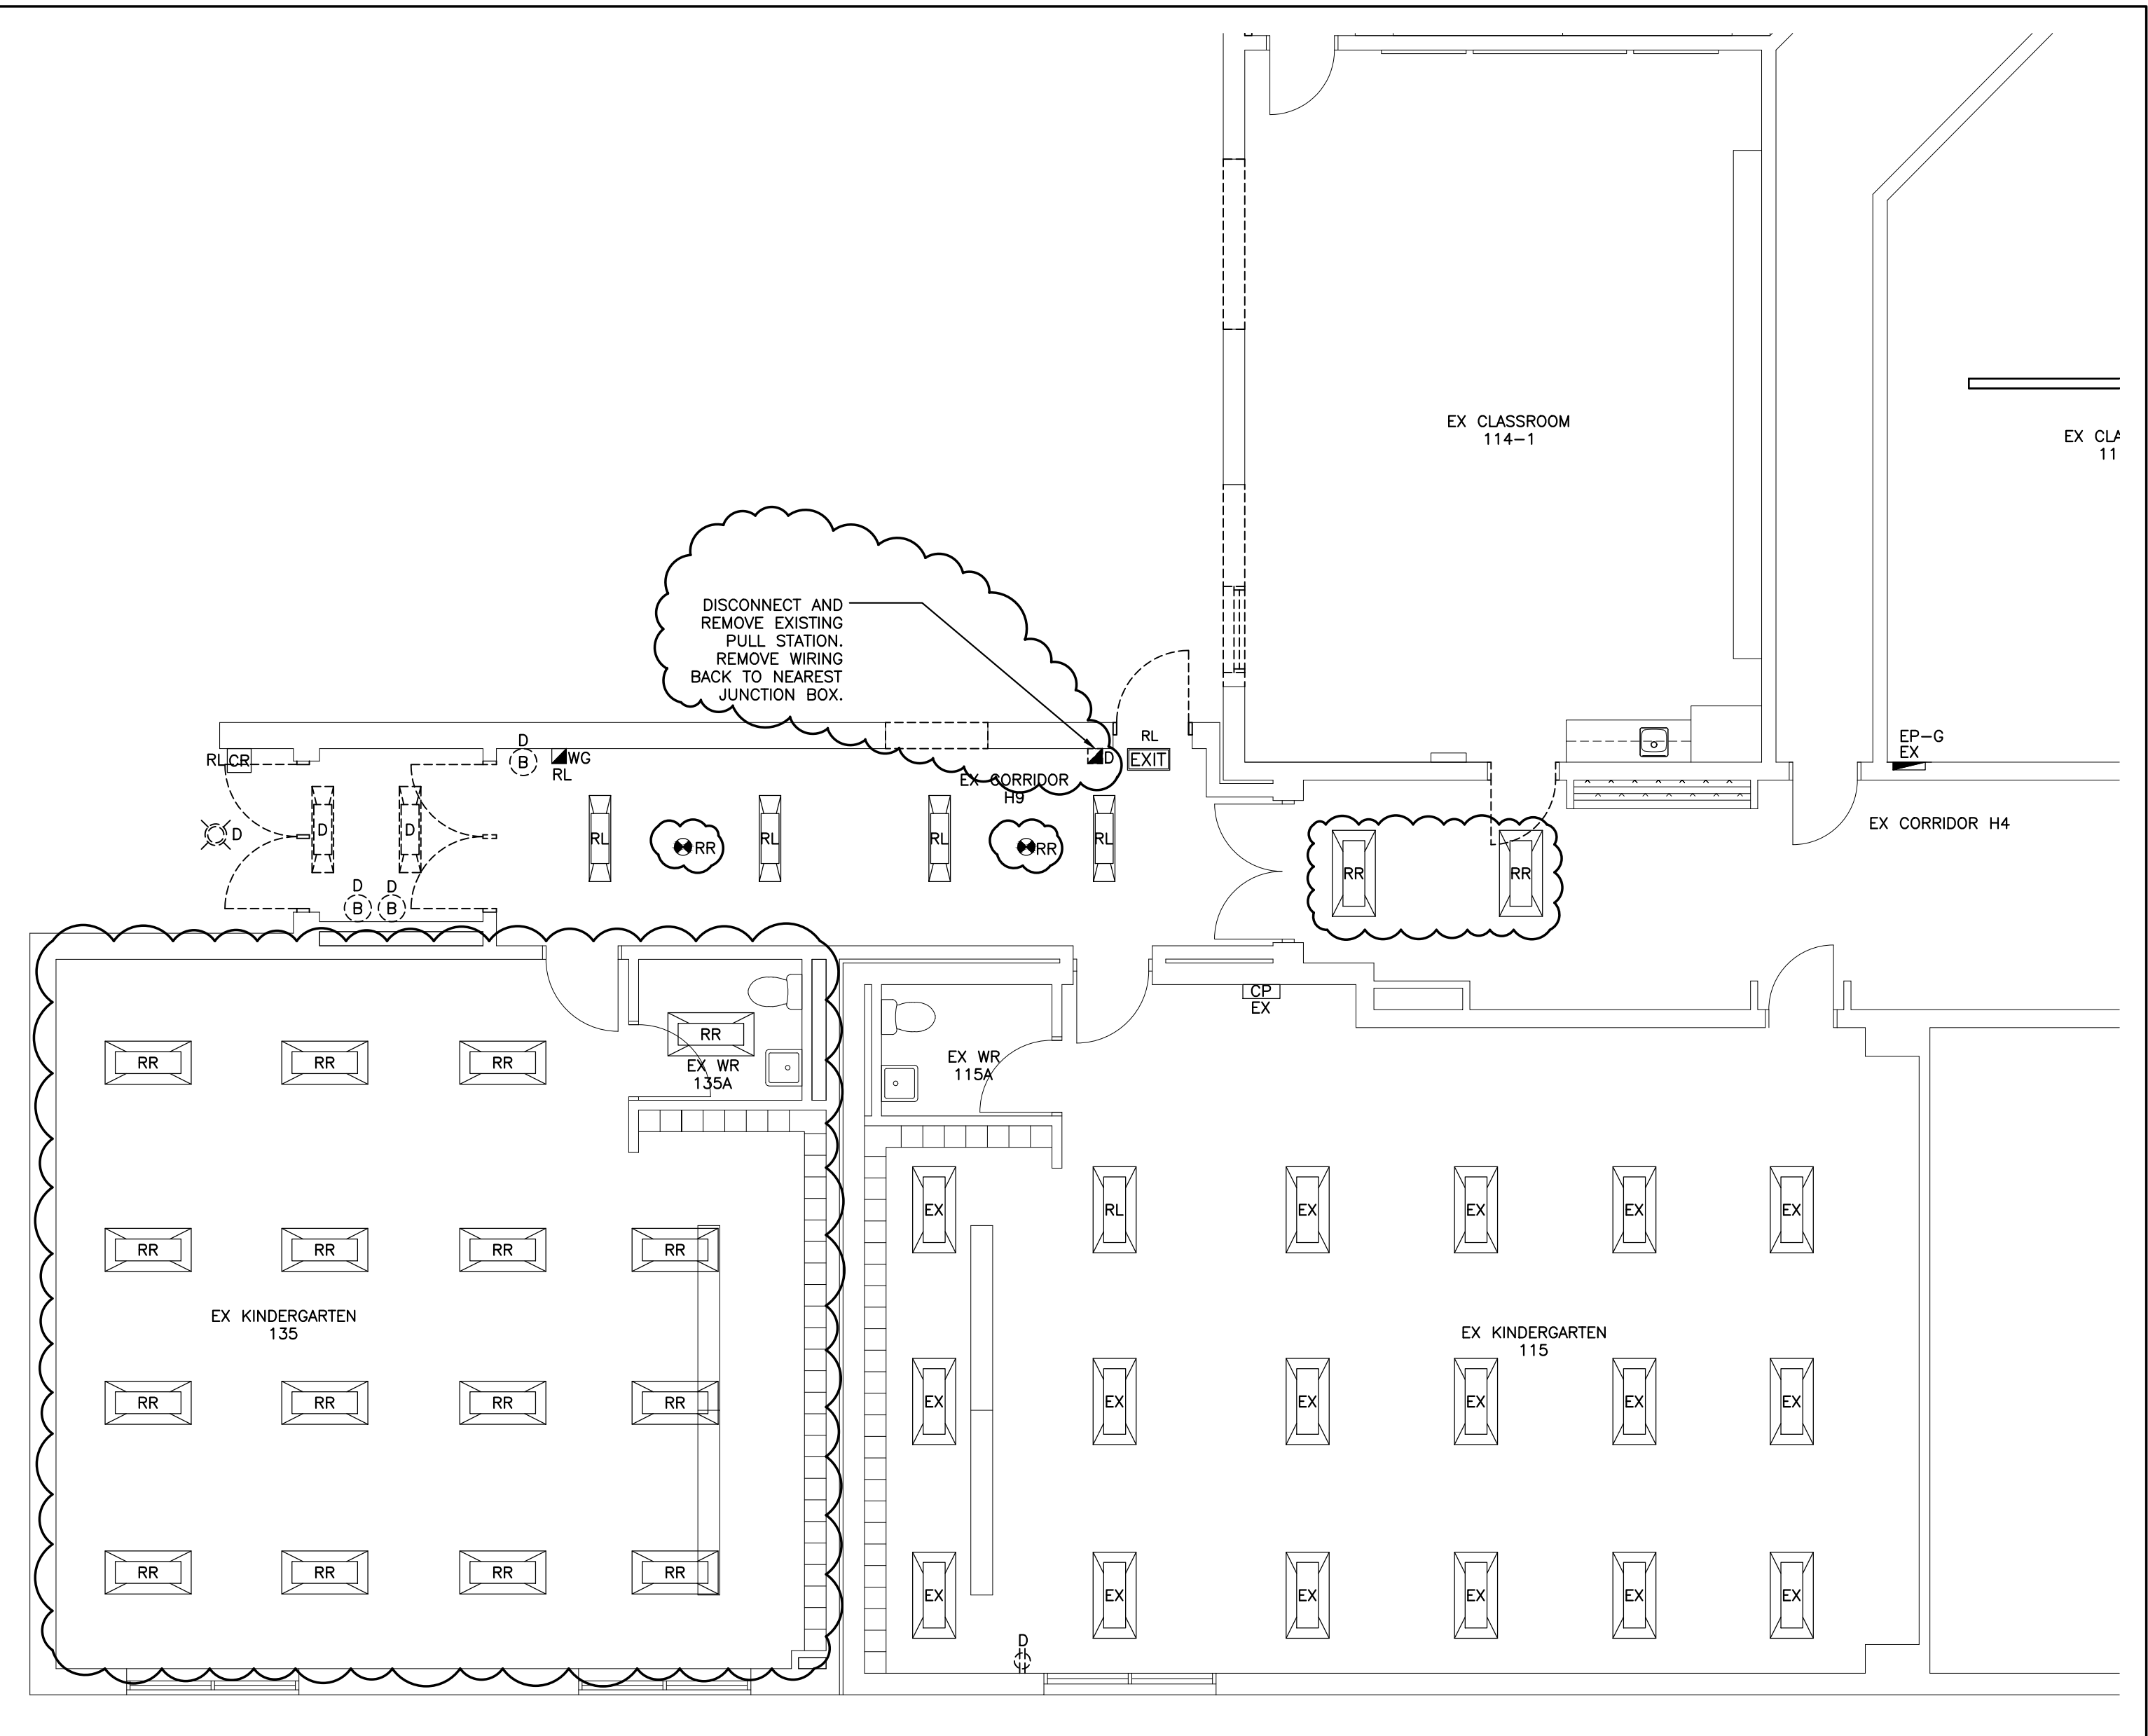 EX CLASSROOM
114-1
EX CLA
11
DISCONNECT AND
REMOVE EXISTING
PULL STATION.
REMOVE WIRING
BACK TO NEAREST
JUNCTION BOX.
RL CR
D
B
WG
RL
D
RL
EXIT
EP-G
EX
EX CORRIDOR
H9
EX CORRIDOR H4
D
D
D
RL
RR
RL
RL
RR
RL
RR
RR
D
B
D
B
CP
EX
RR
EX WR
135A
EX WR
115A
RR
RR
RR
RR
RR
RR
RR
EX KINDERGARTEN
135
RR
RR
RR
RR
RR
RR
RR
RR
EX
RL
EX
EX
EX
EX
EX KINDERGARTEN
115
EX
EX
EX
EX
EX
EX
EX
EX
EX
EX
EX
EX
D